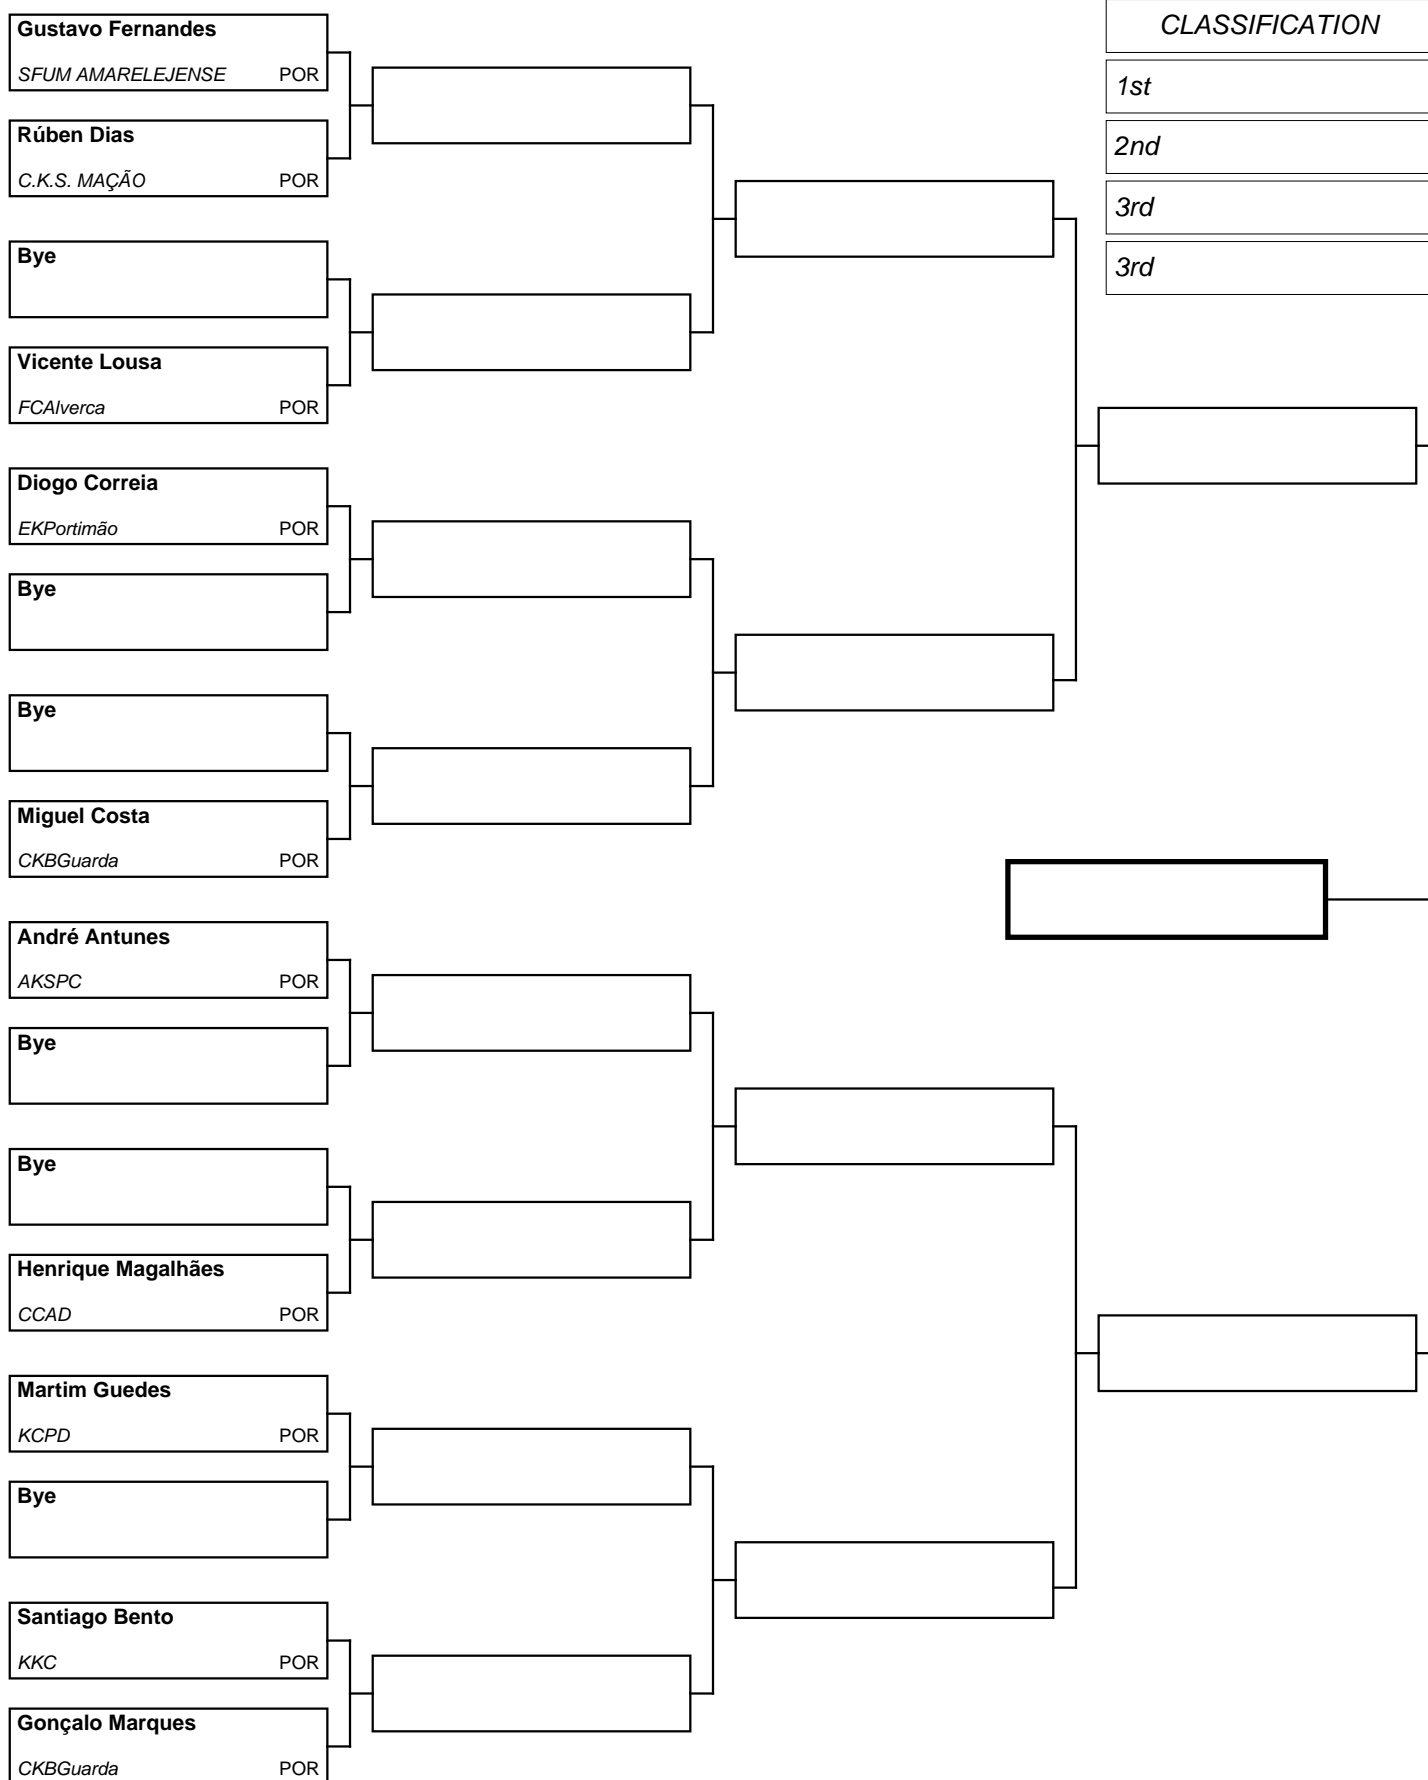 Gustavo Fernandes
SFUM AMARELEJENSE POR
Rúben Dias
C.K.S. MAÇÃO POR
Bye
Vicente Lousa
FCAlverca POR
Diogo Correia
EKPortimão POR
Bye
Bye
Miguel Costa
CKBGuarda POR
André Antunes
AKSPC POR
Bye
Bye
Henrique Magalhães
CCAD POR
Martim Guedes
KCPD POR
Bye
Santiago Bento
KKC POR
Gonçalo Marques
CKBGuarda POR
CLASSIFICATION
1st
2nd
3rd
3rd